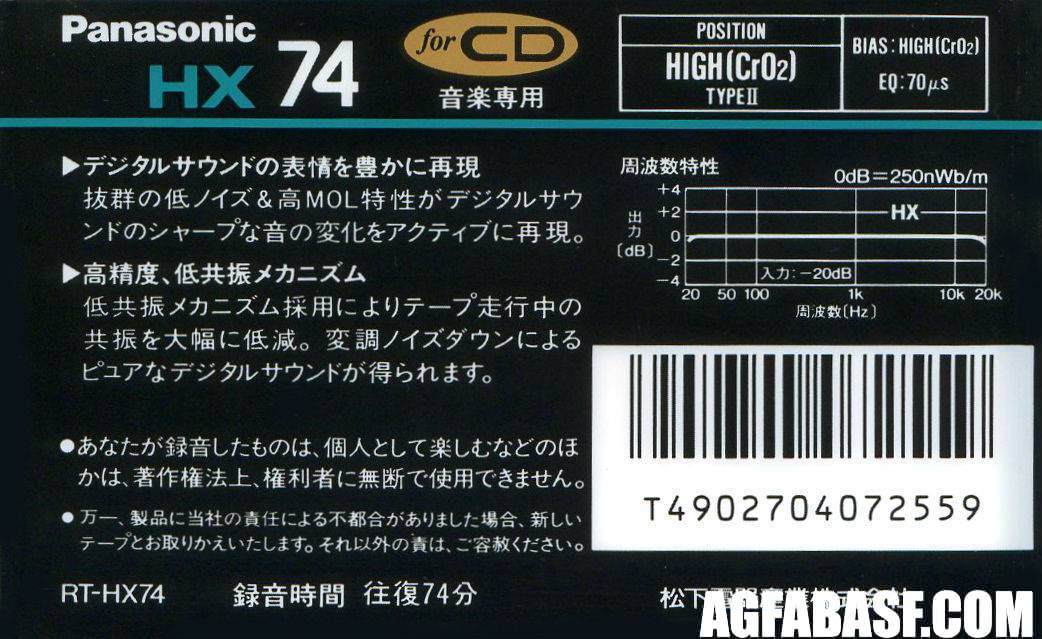 Panasonic
HX 74
for CD
音楽専用
POSITION
HIGH(CrO2)
TYPE II
BIAS: HIGH(CrO2)
EQ: 70μs
▶デジタルサウンドの表情を豊かに再現
抜群の低ノイズ&高MOL特性がデジタルサウ
ンドのシャープな音の変化をアクティブに再現。
▶高精度、低共振メカニズム
低共振メカニズム採用によりテープ走行中の
共振を大幅に低減。変調ノイズダウンによる
ピュアなデジタルサウンドが得られます。
周波数特性
0dB=250nWb/m
出力
〔dB〕
+4
+2
0
−2
−4
HX
入力:−20dB
20 50 100 1k 10k 20k
周波数〔Hz〕
●あなたが録音したものは、個人として楽しむなどのほ
かは、著作権法上、権利者に無断で使用できません。
●万一、製品に当社の責任による不都合がありました場合、新しい
テープとお取りかえいたします。それ以外の責は、ご容赦ください。
T4902704072559
RT-HX74 録音時間 往復74分
松下電器産業株式会社
AGFABASF.COM